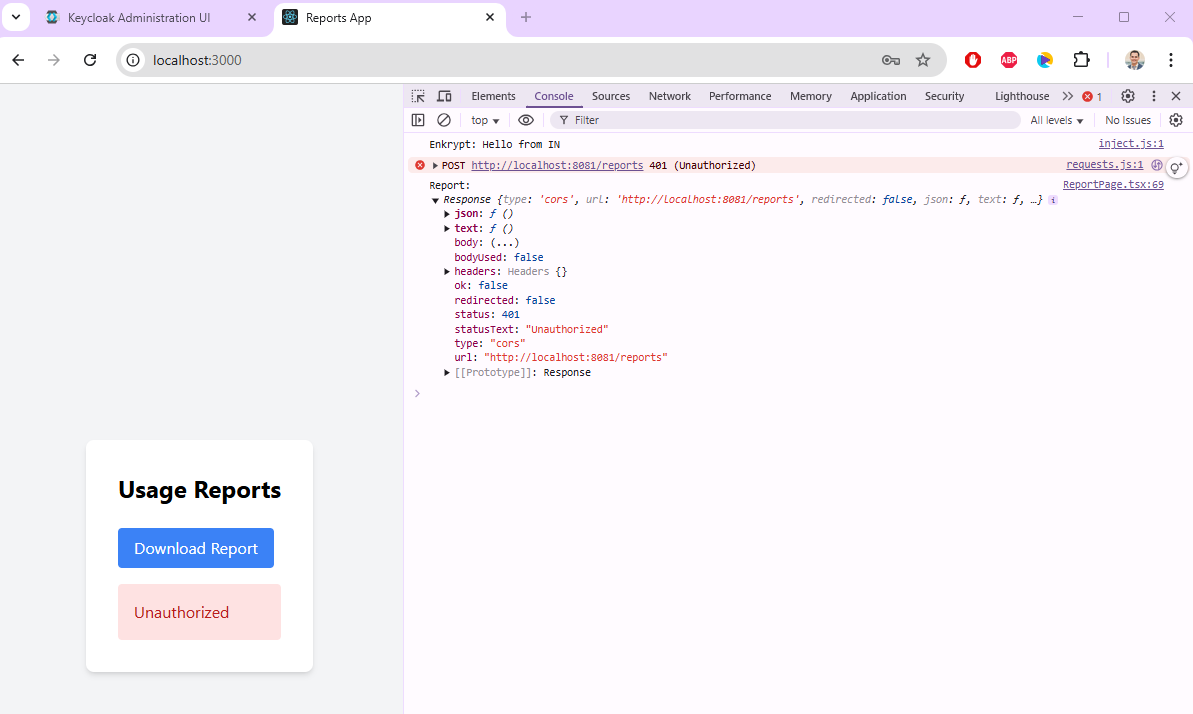 Keycloak Administration UI
Reports App
localhost:3000
ABP
Elements Console Sources Network Performance Memory Application Security Lighthouse 1
top Filter All levels No Issues
Enkrypt: Hello from IN inject.js:1
POST http://localhost:8081/reports 401 (Unauthorized) requests.js:1
Report: ReportPage.tsx:69
Response {type: 'cors', url: 'http://localhost:8081/reports', redirected: false, json: ƒ, text: ƒ, …} i
json: ƒ ()
text: ƒ ()
body: (...)
bodyUsed: false
headers: Headers {}
ok: false
redirected: false
status: 401
statusText: "Unauthorized"
type: "cors"
url: "http://localhost:8081/reports"
[[Prototype]]: Response
Usage Reports
Download Report
Unauthorized